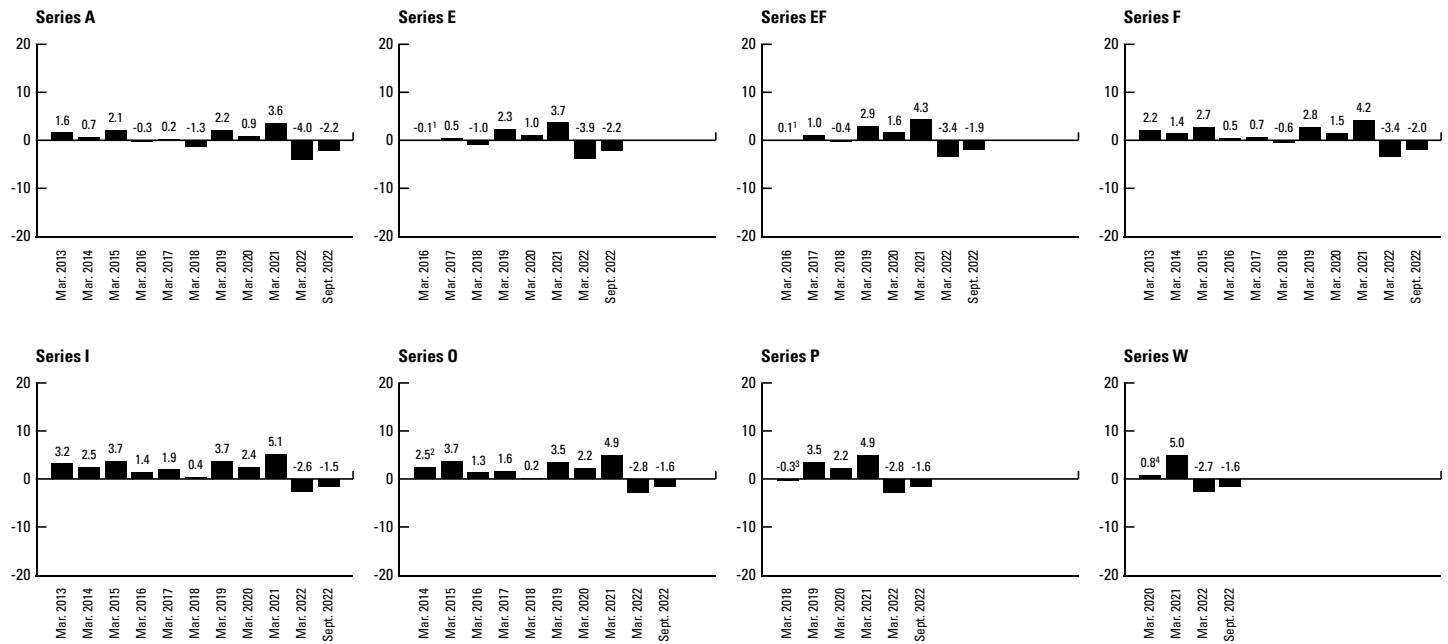 Series A
20
10
0
-10
-20
1.6
0.7
2.1
-0.3
0.2
-1.3
2.2
0.9
3.6
-4.0
-2.2
Mar. 2013
Mar. 2014
Mar. 2015
Mar. 2016
Mar. 2017
Mar. 2018
Mar. 2019
Mar. 2020
Mar. 2021
Mar. 2022
Sept. 2022
Series E
20
10
0
-10
-20
-0.1¹
0.5
-1.0
2.3
1.0
3.7
-3.9
-2.2
Mar. 2016
Mar. 2017
Mar. 2018
Mar. 2019
Mar. 2020
Mar. 2021
Mar. 2022
Sept. 2022
Series EF
20
10
0
-10
-20
0.1¹
1.0
-0.4
2.9
1.6
4.3
-3.4
-1.9
Mar. 2016
Mar. 2017
Mar. 2018
Mar. 2019
Mar. 2020
Mar. 2021
Mar. 2022
Sept. 2022
Series F
20
10
0
-10
-20
2.2
1.4
2.7
0.5
0.7
-0.6
2.8
1.5
4.2
-3.4
-2.0
Mar. 2013
Mar. 2014
Mar. 2015
Mar. 2016
Mar. 2017
Mar. 2018
Mar. 2019
Mar. 2020
Mar. 2021
Mar. 2022
Sept. 2022
Series I
20
10
0
-10
-20
3.2
2.5
3.7
1.4
1.9
0.4
3.7
2.4
5.1
-2.6
-1.5
Mar. 2013
Mar. 2014
Mar. 2015
Mar. 2016
Mar. 2017
Mar. 2018
Mar. 2019
Mar. 2020
Mar. 2021
Mar. 2022
Sept. 2022
Series O
20
10
0
-10
-20
2.5²
3.7
1.3
1.6
0.2
3.5
2.2
4.9
-2.8
-1.6
Mar. 2014
Mar. 2015
Mar. 2016
Mar. 2017
Mar. 2018
Mar. 2019
Mar. 2020
Mar. 2021
Mar. 2022
Sept. 2022
Series P
20
10
0
-10
-20
-0.3³
3.5
2.2
4.9
-2.8
-1.6
Mar. 2018
Mar. 2019
Mar. 2020
Mar. 2021
Mar. 2022
Sept. 2022
Series W
20
10
0
-10
-20
0.8⁴
5.0
-2.7
-1.6
Mar. 2020
Mar. 2021
Mar. 2022
Sept. 2022